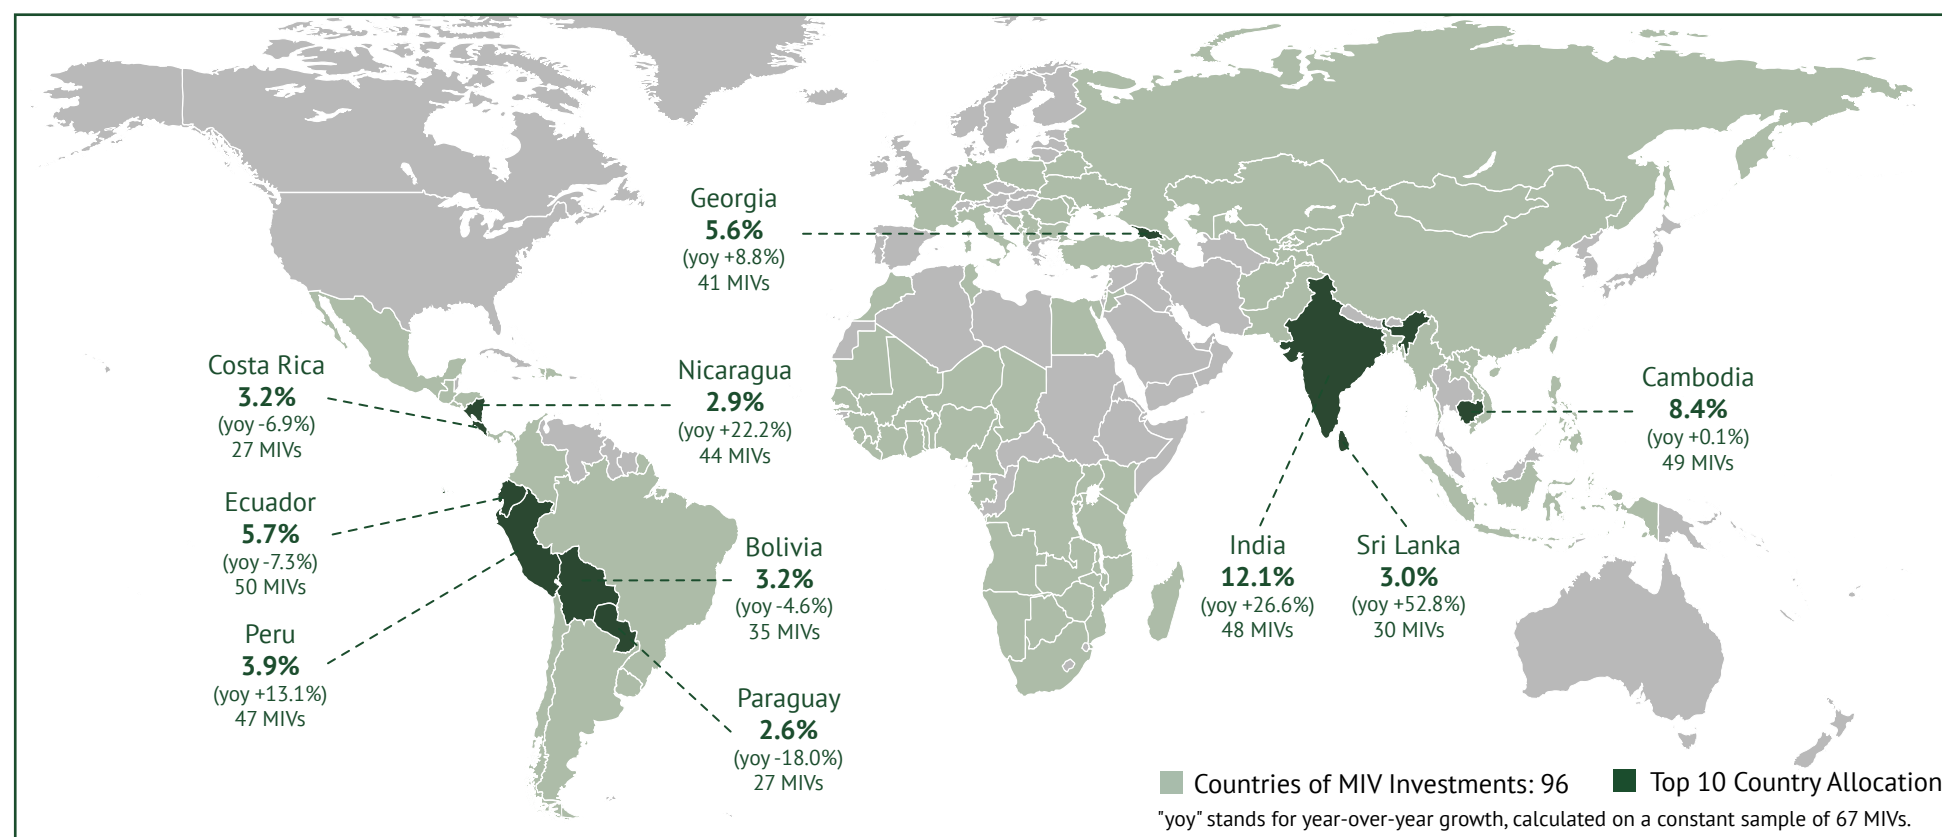 Georgia
5.6%
(yoy +8.8%)
41 MIVs
Costa Rica
3.2%
(yoy -6.9%)
27 MIVs
Nicaragua
2.9%
(yoy +22.2%)
44 MIVs
Cambodia
8.4%
(yoy +0.1%)
49 MIVs
Ecuador
5.7%
(yoy -7.3%)
50 MIVs
Bolivia
3.2%
(yoy -4.6%)
35 MIVs
India
12.1%
(yoy +26.6%)
48 MIVs
Sri Lanka
3.0%
(yoy +52.8%)
30 MIVs
Peru
3.9%
(yoy +13.1%)
47 MIVs
Paraguay
2.6%
(yoy -18.0%)
27 MIVs
Countries of MIV Investments: 96
Top 10 Country Allocation
"yoy" stands for year-over-year growth, calculated on a constant sample of 67 MIVs.